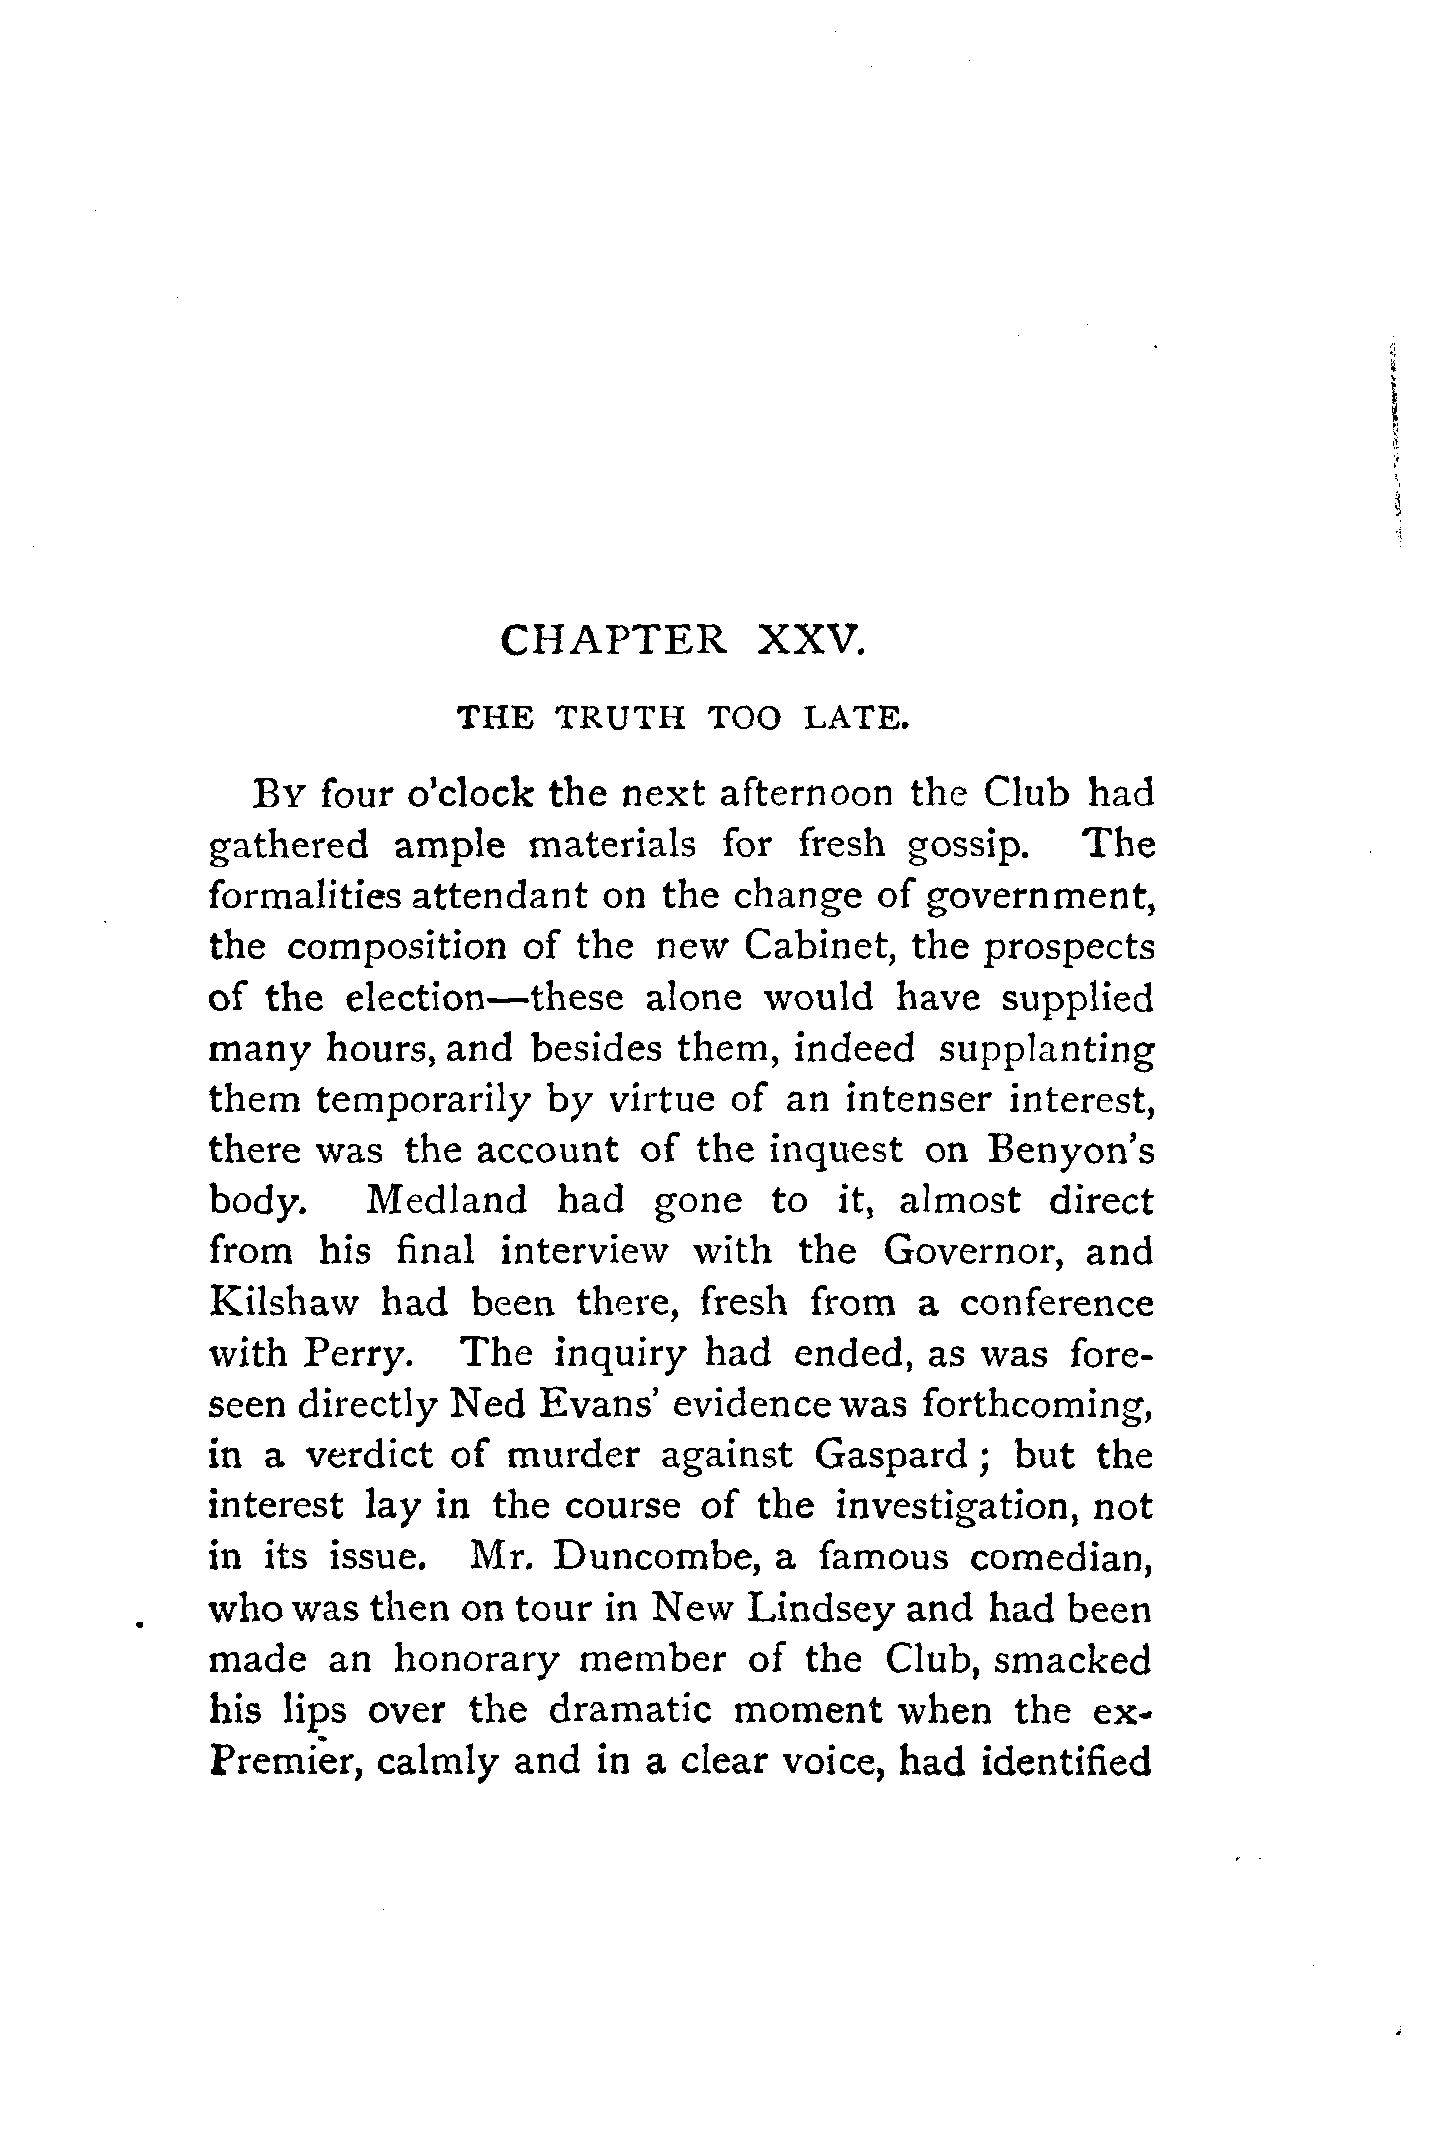 CHAPTER XXV.
THE TRUTH TOO LATE.
BY four o'clock the next afternoon the Club had
gathered ample materials for fresh gossip. The
formalities attendant on the change of government,
the composition of the new Cabinet, the prospects
of the election—these alone would have supplied
many hours, and besides them, indeed supplanting
them temporarily by virtue of an intenser interest,
there was the account of the inquest on Benyon's
body. Medland had gone to it, almost direct
from his final interview with the Governor, and
Kilshaw had been there, fresh from a conference
with Perry. The inquiry had ended, as was fore-
seen directly Ned Evans' evidence was forthcoming,
in a verdict of murder against Gaspard ; but the
interest lay in the course of the investigation, not
in its issue. Mr. Duncombe, a famous comedian,
who was then on tour in New Lindsey and had been
made an honorary member of the Club, smacked
his lips over the dramatic moment when the ex-
Premier, calmly and in a clear voice, had identified